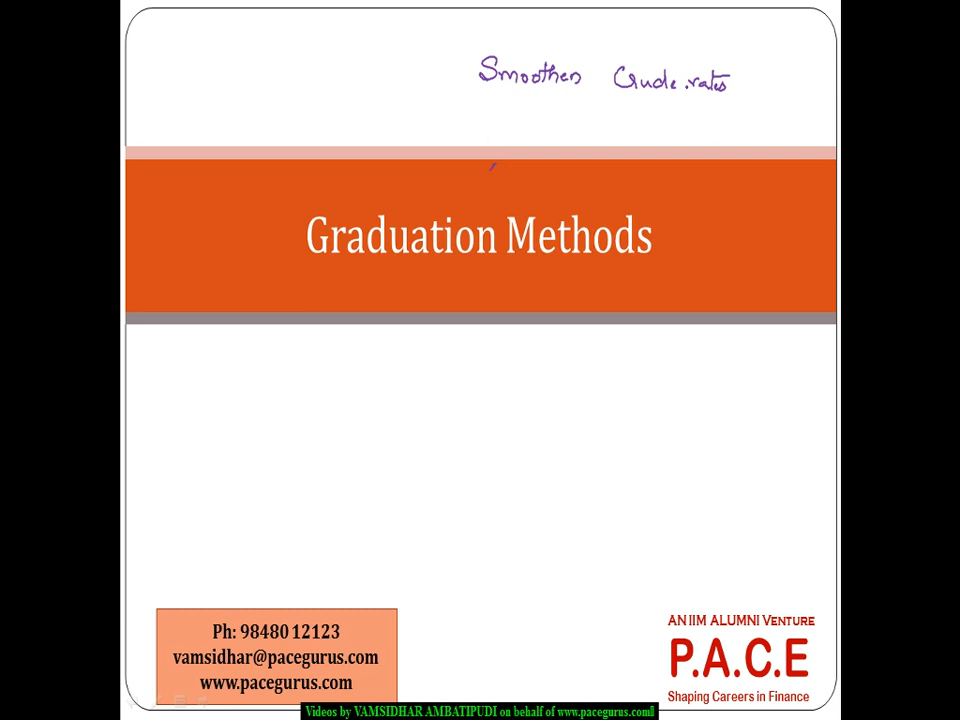 Smoothen Crude rates
Graduation Methods
Ph: 98480 12123
vamsidhar@pacegurus.com
www.pacegurus.com
AN IIM ALUMNI VENTURE
P.A.C.E
Shaping Careers in Finance
Videos by VAMSIDHAR AMBATIPUDI on behalf of www.pacegurus.com